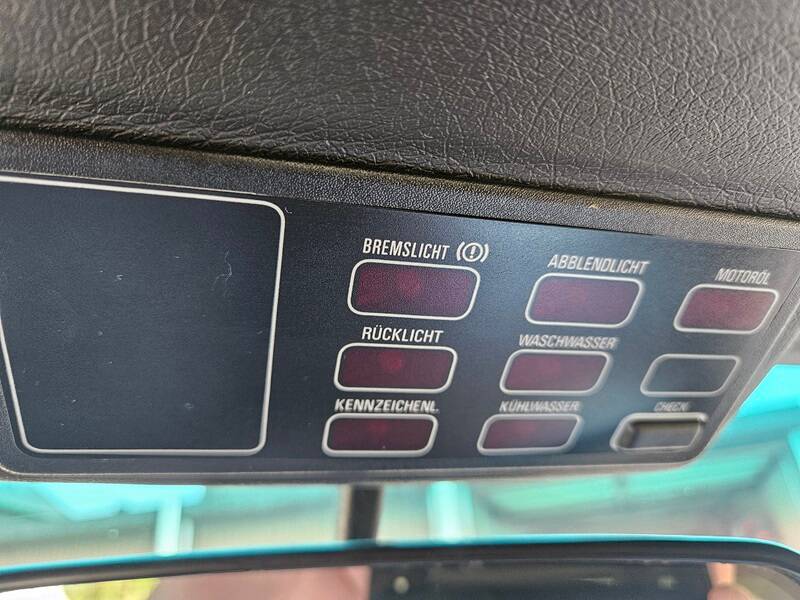 BREMSLICHT (!)
ABBLENDLICHT
MOTORÖL
RÜCKLICHT
WASCHWASSER
KENNZEICHENL.
KÜHLWASSER
CHECK